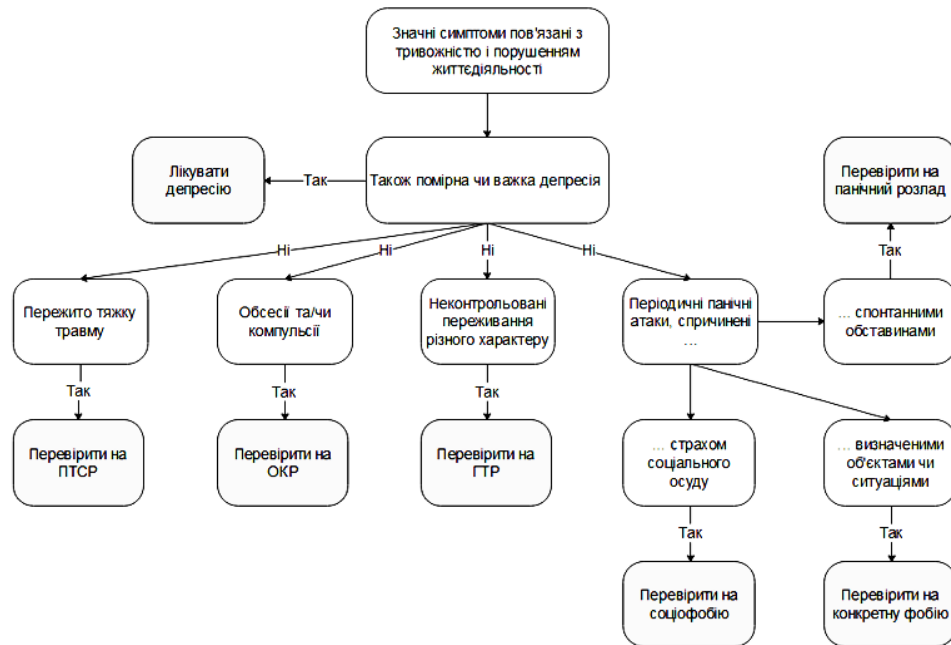 Значні симптоми пов'язані з
тривожністю і порушенням
життєдіяльності
Лікувати
депресію
Так
Також помірна чи важка депресія
Перевірити на
панічний розлад
Так
Ні
Ні
Ні
Ні
Пережито тяжку
травму
Обсесії та/чи
компульсії
Неконтрольовані
переживання
різного характеру
Періодичні панічні
атаки, спричинені
...
... спонтанними
обставинами
Так
Так
Так
Перевірити на
ПТСР
Перевірити на
ОКР
Перевірити на
ГТР
... страхом
соціального
осуду
... визначеними
об'єктами чи
ситуаціями
Так
Так
Перевірити на
соціофобію
Перевірити на
конкретну фобію